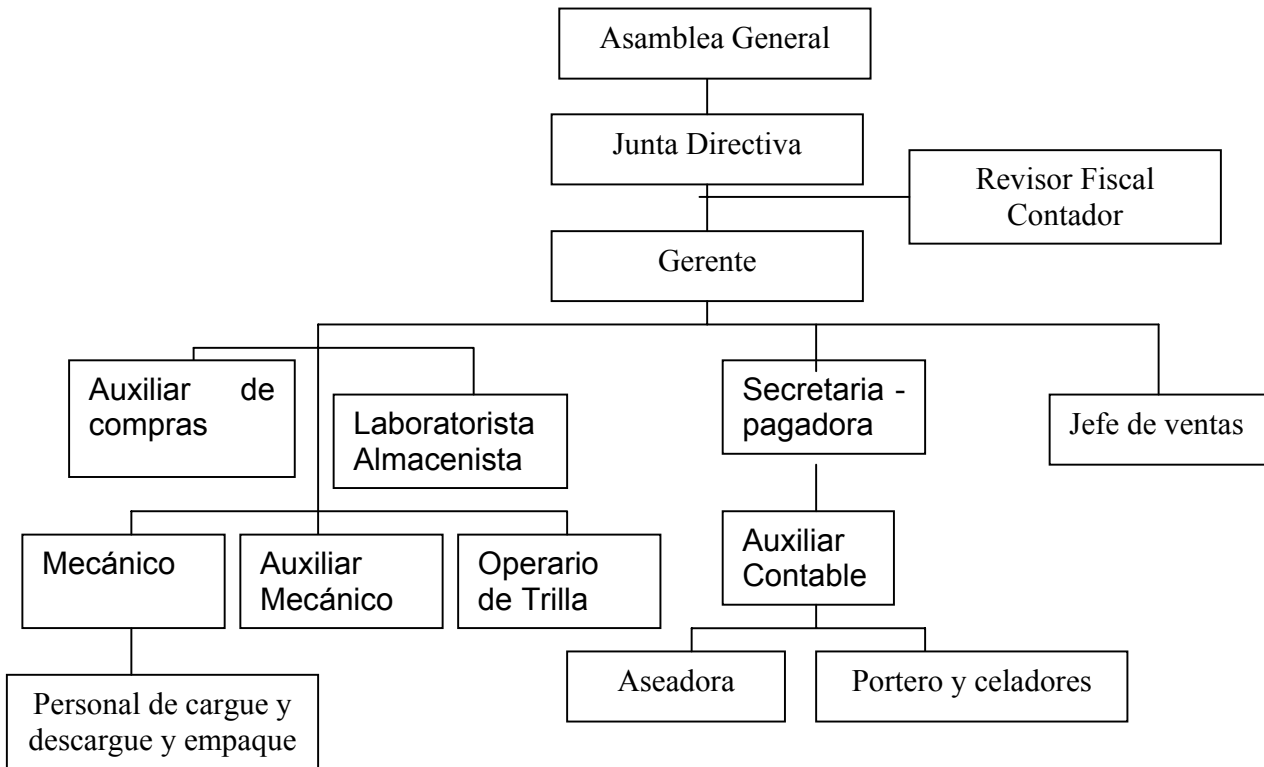 Asamblea General
Junta Directiva
Revisor Fiscal
Contador
Gerente
Auxiliar de
compras
Laboratorista
Almacenista
Secretaria -
pagadora
Jefe de ventas
Mecánico
Auxiliar
Mecánico
Operario
de Trilla
Auxiliar
Contable
Aseadora
Portero y celadores
Personal de cargue y
descargue y empaque